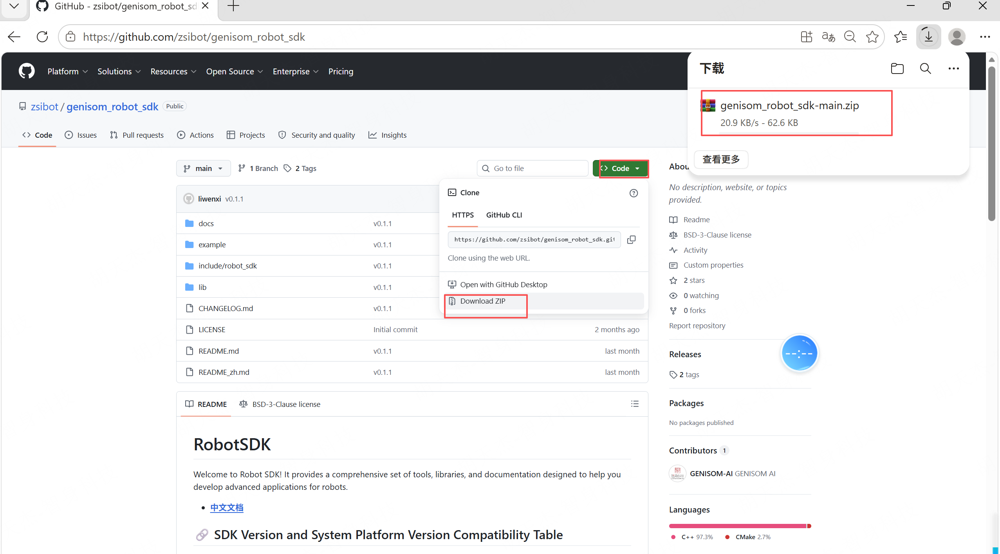 GitHub - zsibot/genisom_robot_sd
https://github.com/zsibot/genisom_robot_sdk
Platform
Solutions
Resources
Open Source
Enterprise
Pricing
下载
genisom_robot_sdk-main.zip
20.9 KB/s - 62.6 KB
查看更多
zsibot / genisom_robot_sdk Public
Code
Issues
Pull requests
Actions
Projects
Security and quality
Insights
main
1 Branch
2 Tags
Go to file
Code
liwenxi v0.1.1
docs v0.1.1
example v0.1.1
include/robot_sdk v0.1.1
lib v0.1.1
CHANGELOG.md v0.1.1
LICENSE Initial commit 2 months ago
README.md v0.1.1 last month
README_zh.md v0.1.1 last month
Clone
HTTPS GitHub CLI
https://github.com/zsibot/genisom_robot_sdk.git
Clone using the web URL.
Open with GitHub Desktop
Download ZIP
README
BSD-3-Clause license
RobotSDK
Welcome to Robot SDK! It provides a comprehensive set of tools, libraries, and documentation designed to help you
develop advanced applications for robots.
中文文档
SDK Version and System Platform Version Compatibility Table
Abou
No description, website, or topics
provided.
Readme
BSD-3-Clause license
Activity
Custom properties
2 stars
0 watching
0 forks
Report repository
Releases
2 tags
--:--
Packages
No packages published
Contributors 1
GENISOM-AI GENISOM AI
Languages
C++ 97.3%
CMake 2.7%